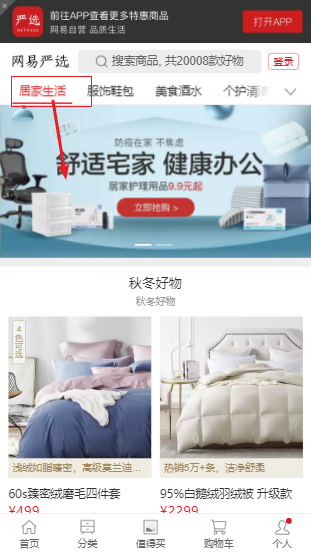 严选
前往APP查看更多特惠商品
网易自营 品质生活
打开APP
网易严选
搜索商品, 共20008款好物
登录
居家生活 服饰鞋包 美食酒水 个护清洁
防疫在家 不焦虑
舒适宅家 健康办公
居家护理用品9.9元起
立即抢购
秋冬好物
秋冬好物
4色可选
浅绒如脂臻密，高级莫兰迪...
热销5万+条，洁净舒柔
60s臻密绒磨毛四件套
95%白鹅绒羽绒被 升级款
¥499
¥2299
首页 分类 值得买 购物车 个人